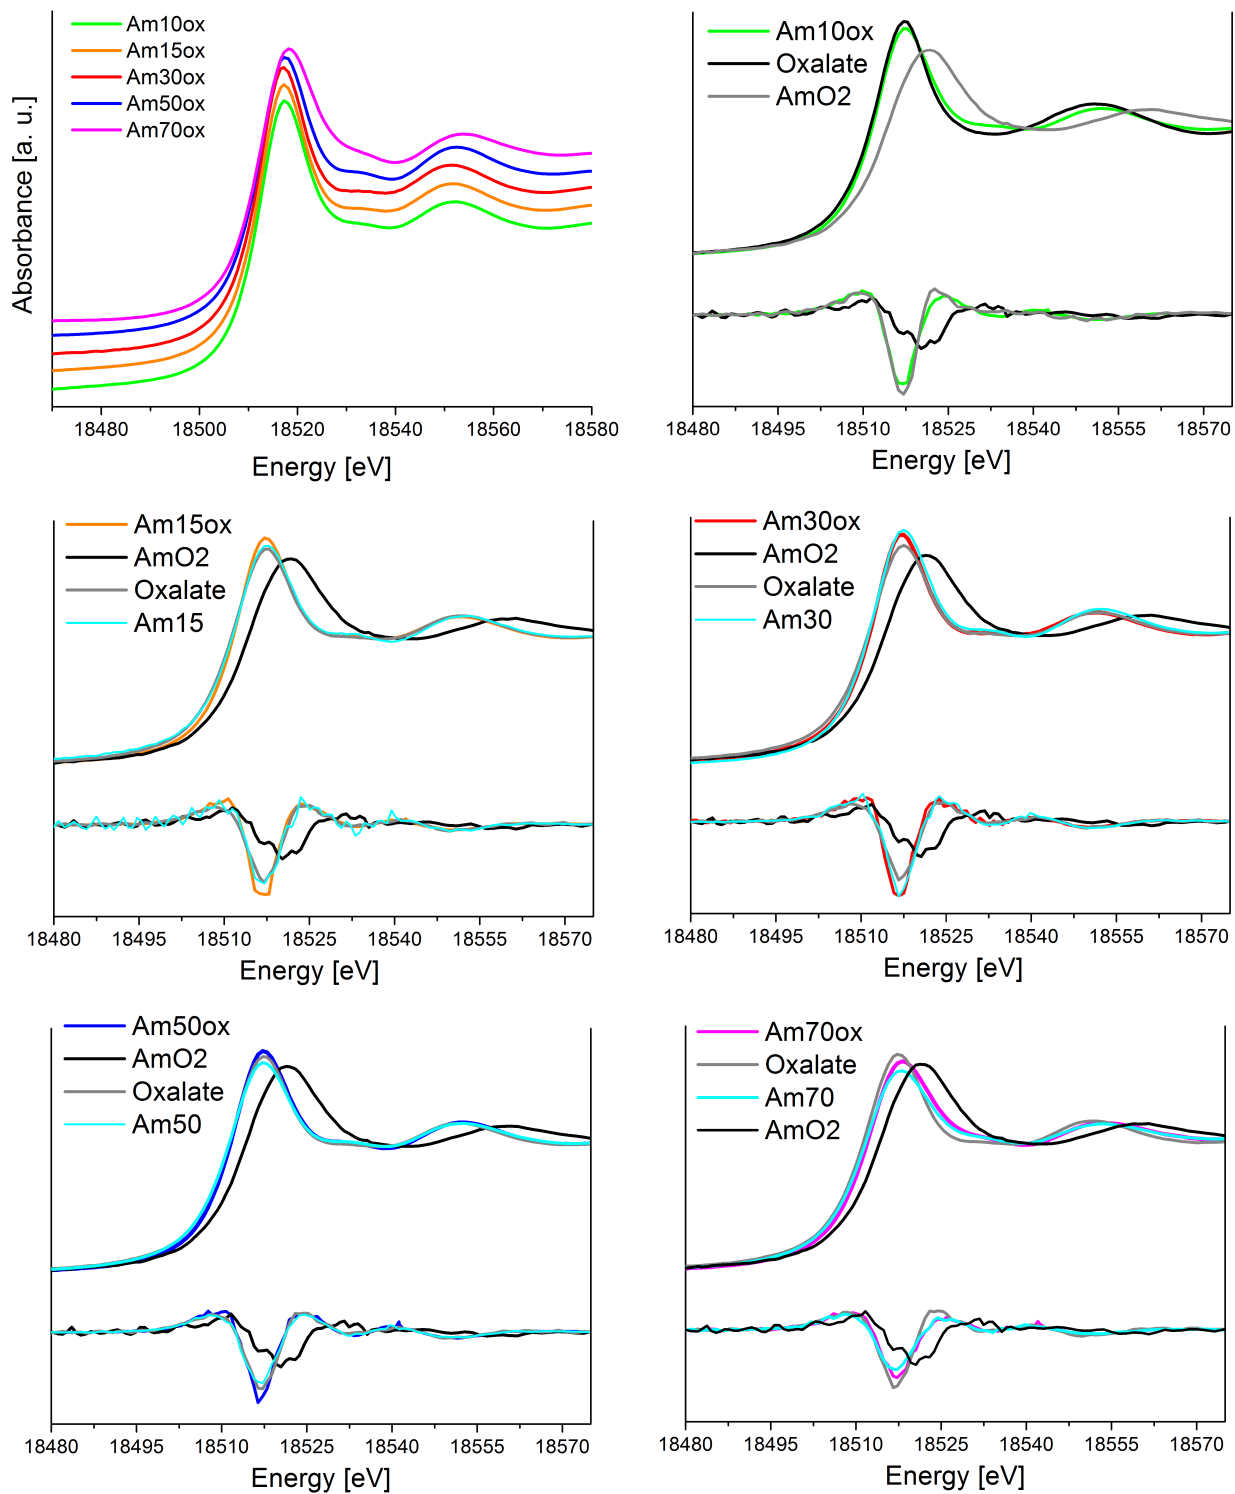 Am10ox
Am15ox
Am30ox
Am50ox
Am70ox
Absorbance [a. u.]
18480 18500 18520 18540 18560 18580
Energy [eV]
Am10ox
Oxalate
AmO2
18480 18495 18510 18525 18540 18555 18570
Energy [eV]
Am15ox
AmO2
Oxalate
Am15
18480 18495 18510 18525 18540 18555 18570
Energy [eV]
Am30ox
AmO2
Oxalate
Am30
18480 18495 18510 18525 18540 18555 18570
Energy [eV]
Am50ox
AmO2
Oxalate
Am50
18480 18495 18510 18525 18540 18555 18570
Energy [eV]
Am70ox
Oxalate
Am70
AmO2
18480 18495 18510 18525 18540 18555 18570
Energy [eV]